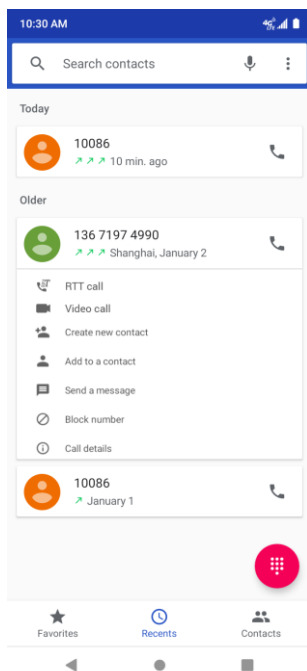 10:30 AM
Search contacts
Today
10086
10 min. ago
Older
136 7197 4990
Shanghai, January 2
RTT call
Video call
Create new contact
Add to a contact
Send a message
Block number
Call details
10086
January 1
Favorites
Recents
Contacts